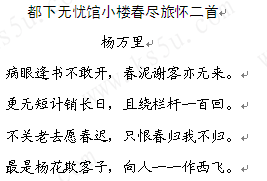 都下无忧馆小楼春尽旅怀二首
杨万里
病眼逢书不敢开，春泥谢客亦无来。
更无短计销长日，且绕栏杆一百回。
不关老去愿春迟，只恨春归我不归。
最是杨花欺客子，向人一一作西飞。